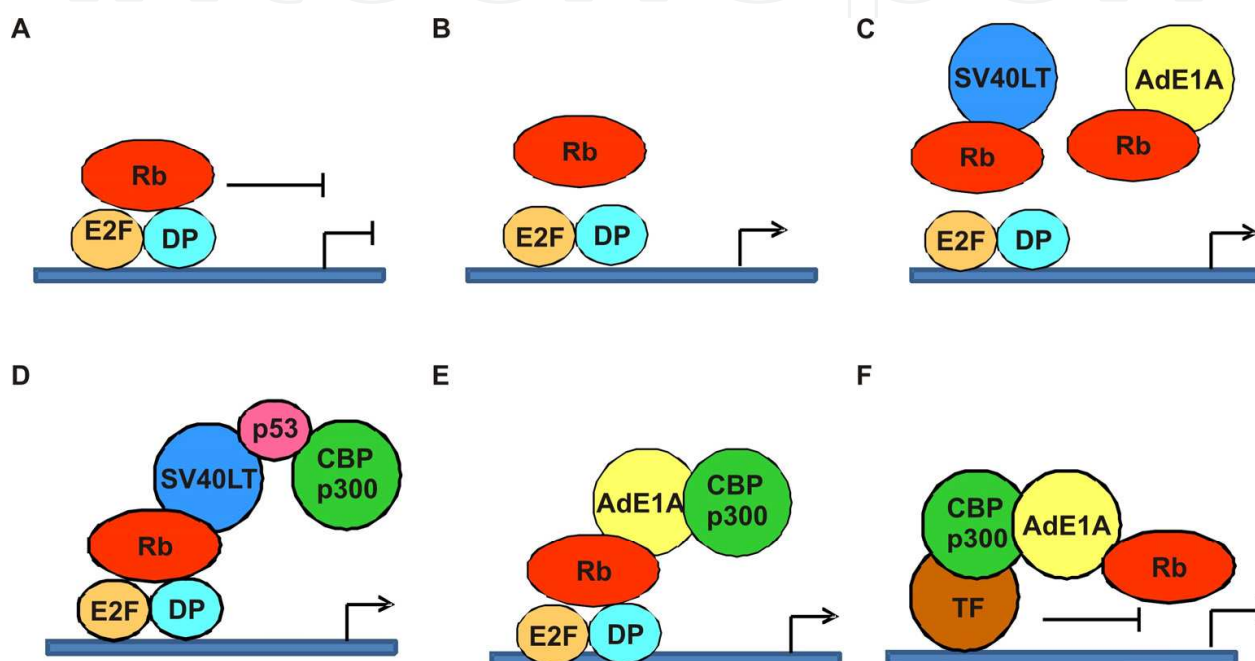 A
B
C
SV40LT
AdE1A
Rb
Rb
Rb
Rb
E2F
DP
E2F
DP
E2F
DP
D
E
F
p53
SV40LT
CBP
p300
AdE1A
CBP
p300
CBP
p300
AdE1A
Rb
Rb
Rb
E2F
DP
E2F
DP
TF